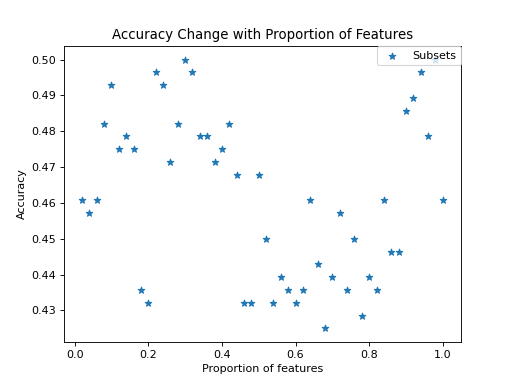 Accuracy Change with Proportion of Features
Subsets
0.50
0.49
0.48
0.47
0.46
0.45
0.44
0.43
Accuracy
0.0 0.2 0.4 0.6 0.8 1.0
Proportion of features